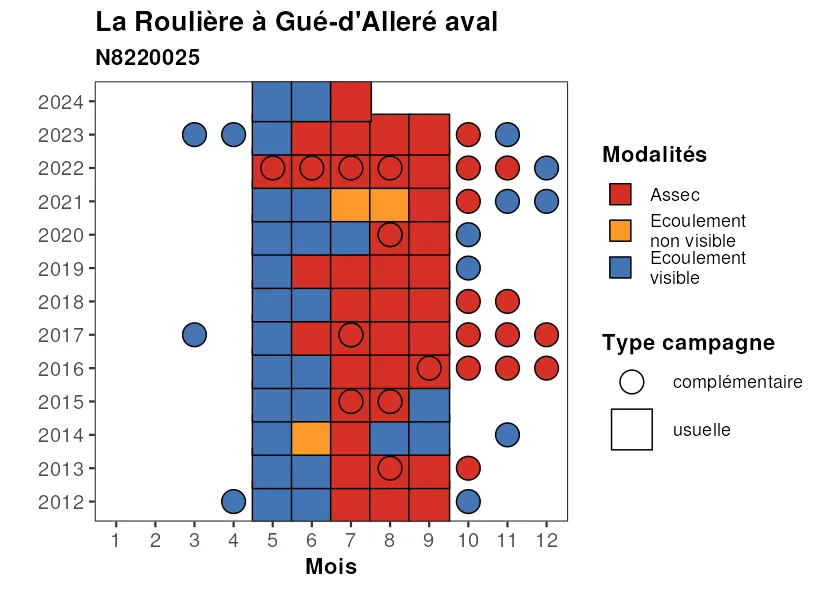 La Roulière à Gué-d'Alleré aval
N8220025
2024
2023
2022
2021
2020
2019
2018
2017
2016
2015
2014
2013
2012
1 2 3 4 5 6 7 8 9 10 11 12
Mois
Modalités
Assec
Ecoulement
non visible
Ecoulement
visible
Type campagne
complémentaire
usuelle